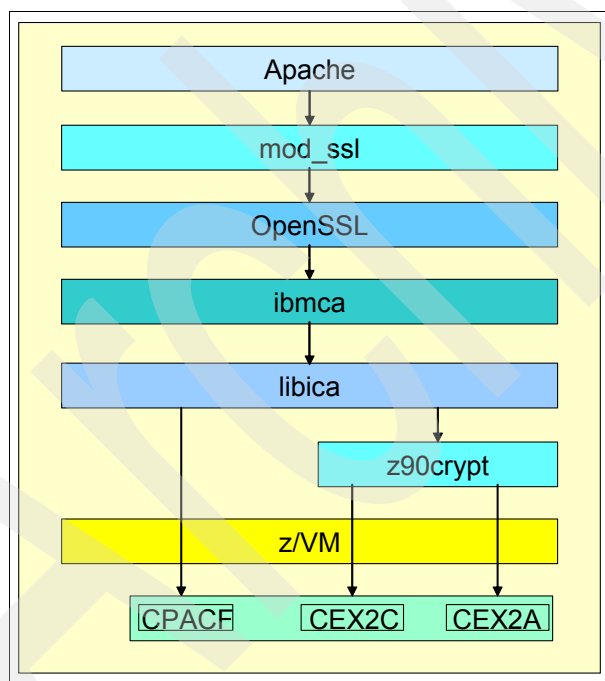 Apache
mod_ssl
OpenSSL
ibmca
libica
z90crypt
z/VM
CPACF CEX2C CEX2A